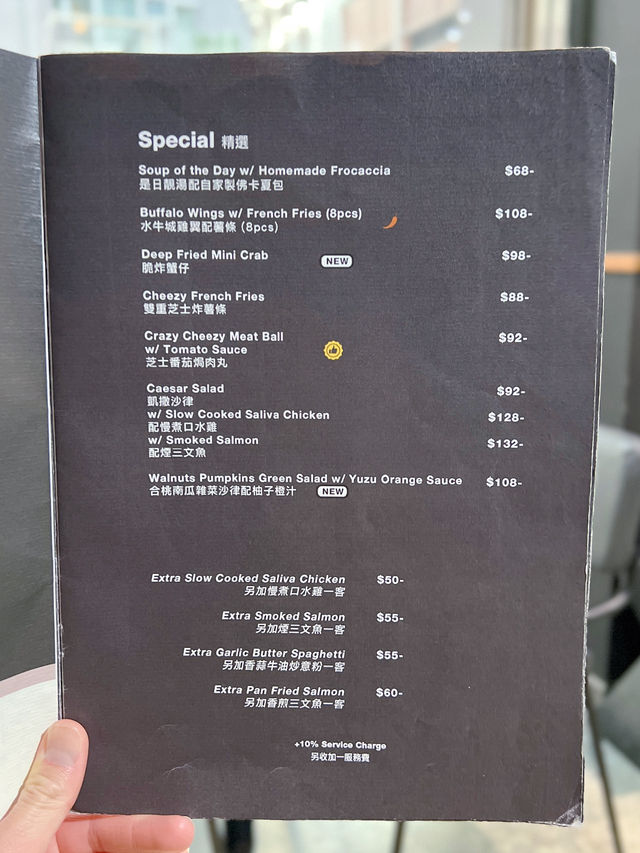 Special 精選
Soup of the Day w/ Homemade Frocaccia $68-
是日靚湯配自家製佛卡夏包
Buffalo Wings w/ French Fries (8pcs) $108-
水牛城雞翼配薯條 (8pcs)
Deep Fried Mini Crab NEW $98-
脆炸蟹仔
Cheezy French Fries $88-
雙重芝士炸薯條
Crazy Cheezy Meat Ball $92-
w/ Tomato Sauce
芝士番茄焗肉丸
Caesar Salad $92-
凱撒沙律
w/ Slow Cooked Saliva Chicken $128-
配慢煮口水雞
w/ Smoked Salmon $132-
配煙三文魚
Walnuts Pumpkins Green Salad w/ Yuzu Orange Sauce $108-
合桃南瓜雜菜沙律配柚子橙汁 NEW
Extra Slow Cooked Saliva Chicken $50-
另加慢煮口水雞一客
Extra Smoked Salmon $55-
另加煙三文魚一客
Extra Garlic Butter Spaghetti $55-
另加香蒜牛油炒意粉一客
Extra Pan Fried Salmon $60-
另加香煎三文魚一客
+10% Service Charge
另收加一服務費